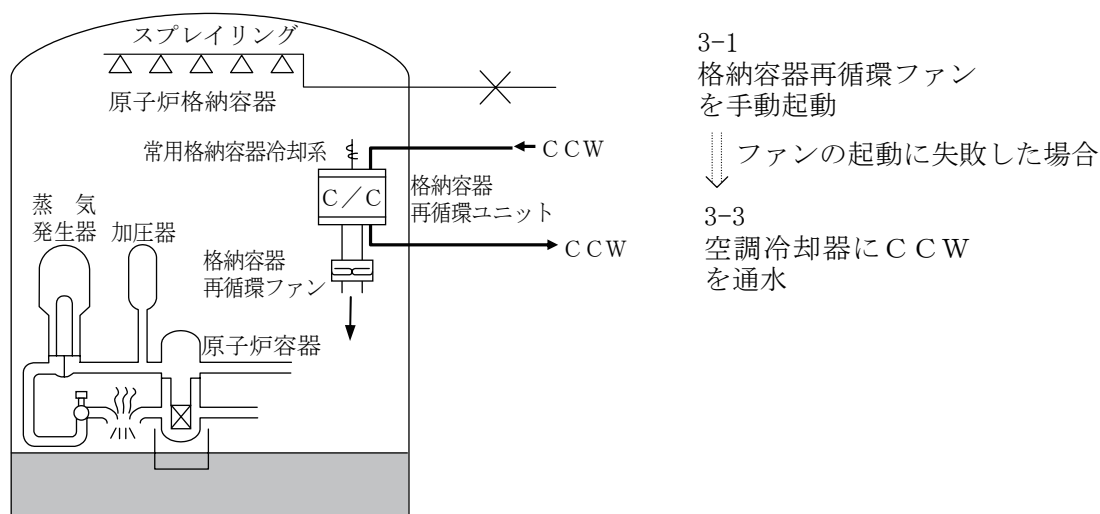 スプレイリング
原子炉格納容器
常用格納容器冷却系
ＣＣＷ
Ｃ／Ｃ
格納容器
再循環ユニット
ＣＣＷ
蒸　気
発生器
加圧器
格納容器
再循環ファン
原子炉容器
3-1
格納容器再循環ファン
を手動起動
ファンの起動に失敗した場合
3-3
空調冷却器にＣＣＷ
を通水